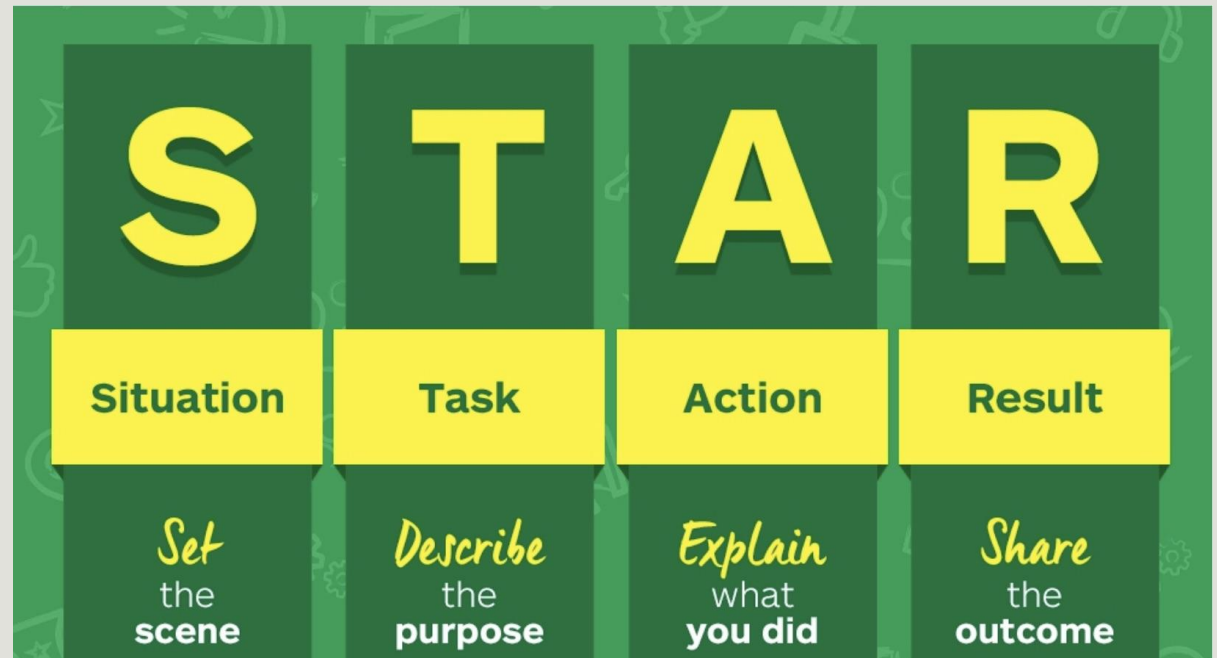 S T A R
Situation Task Action Result
Set Describe Explain Share
the the what the
scene purpose you did outcome